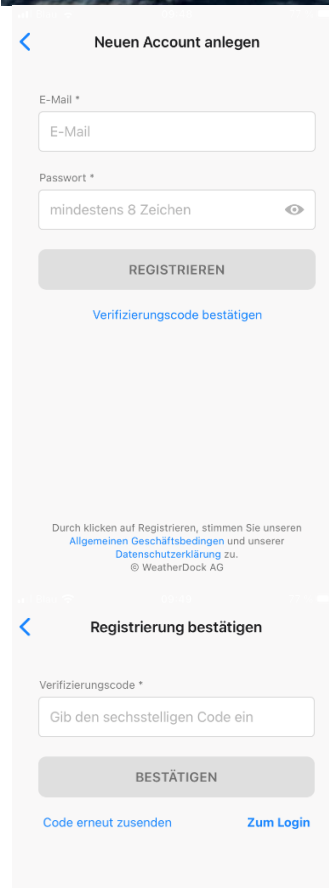 Neuen Account anlegen
E-Mail *
E-Mail
Passwort *
mindestens 8 Zeichen
REGISTRIEREN
Verifizierungscode bestätigen
Durch klicken auf Registrieren, stimmen Sie unseren
Allgemeinen Geschäftsbedingen und unserer
Datenschutzerklärung zu.
© WeatherDock AG
Registrierung bestätigen
Verifizierungscode *
Gib den sechsstelligen Code ein
BESTÄTIGEN
Code erneut zusenden Zum Login